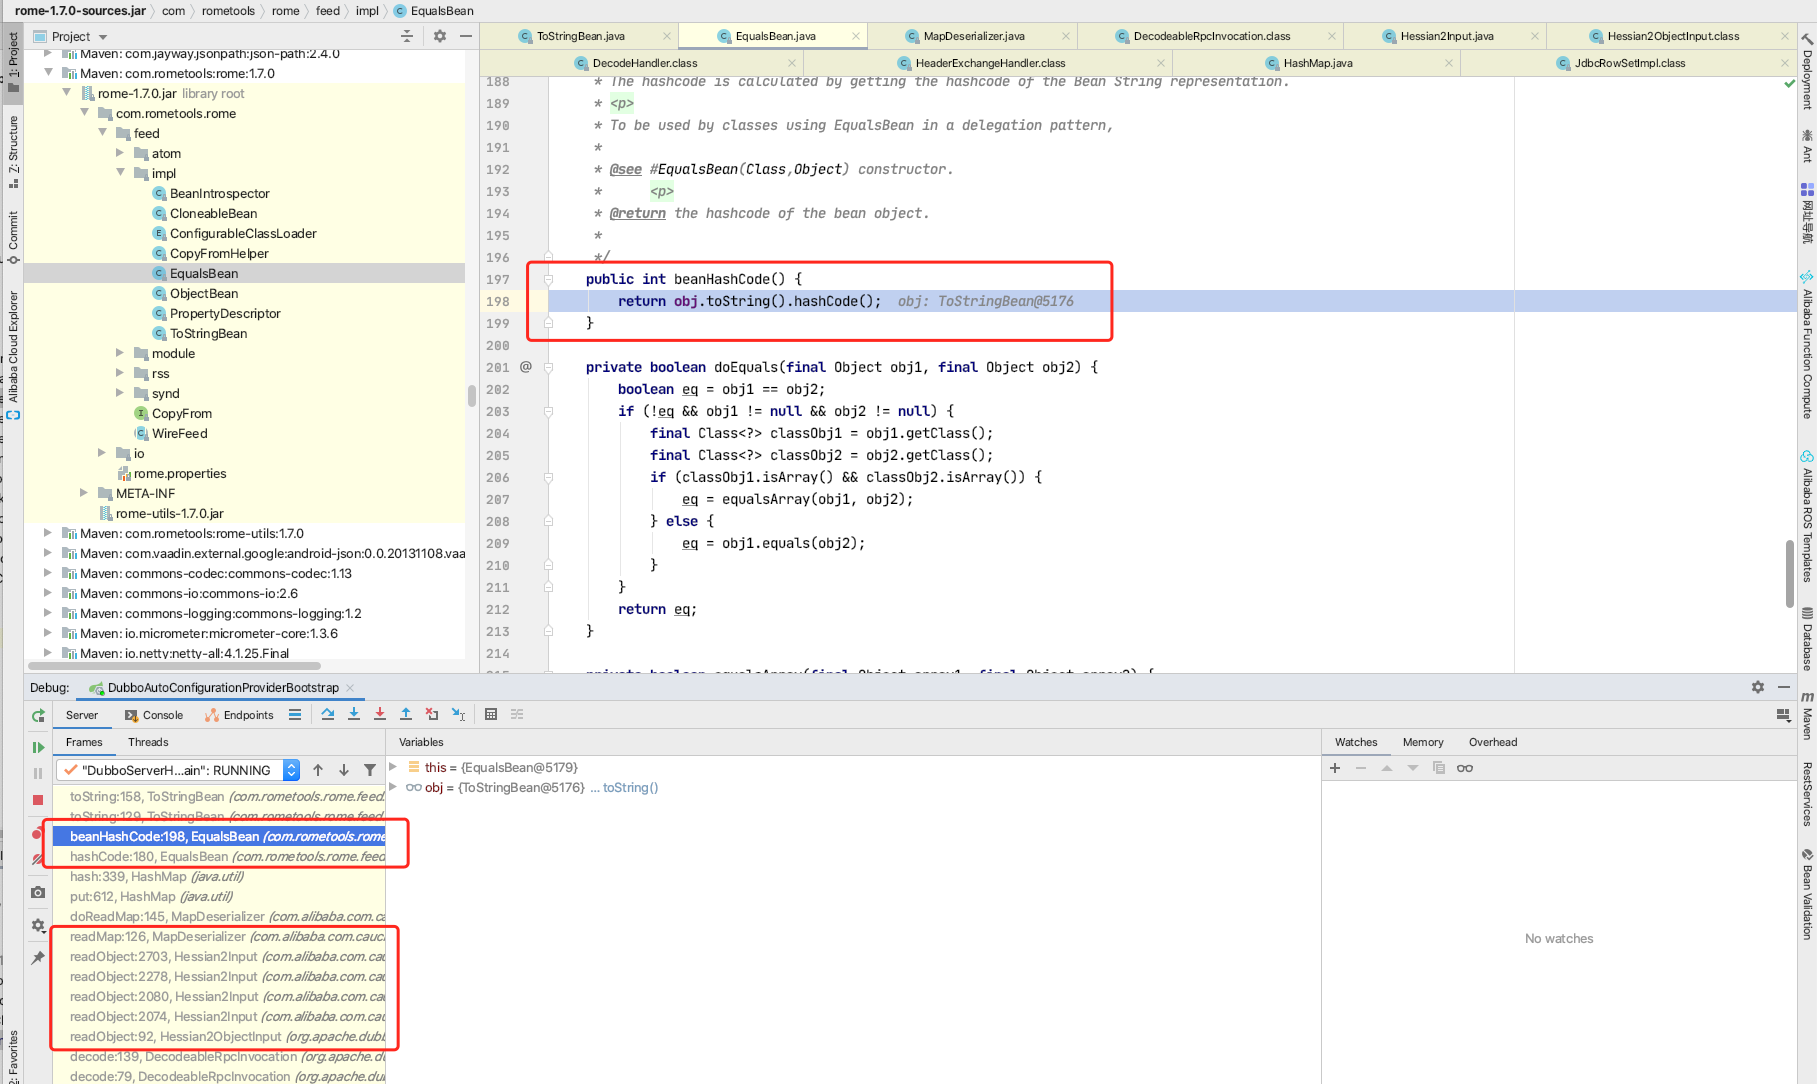 rome-1.7.0-sources.jar com rometools rome feed impl EqualsBean
Project
ToStringBean.java EqualsBean.java MapDeserializer.java DecodeableRpcInvocation.class Hessian2Input.java Hessian2ObjectInput.class
DecodeHandler.class HeaderExchangeHandler.class HashMap.java JdbcRowSetImpl.class
1: Project
Z: Structure
Commit
Alibaba Cloud Explorer
2: Favorites
Maven: com.jayway.jsonpath:json-path:2.4.0
Maven: com.rometools:rome:1.7.0
rome-1.7.0.jar library root
com.rometools.rome
feed
atom
impl
BeanIntrospector
CloneableBean
ConfigurableClassLoader
CopyFromHelper
EqualsBean
ObjectBean
PropertyDescriptor
ToStringBean
module
rss
synd
CopyFrom
WireFeed
io
rome.properties
META-INF
rome-utils-1.7.0.jar
Maven: com.rometools:rome-utils:1.7.0
Maven: com.vaadin.external.google:android-json:0.0.20131108.vaa
Maven: commons-codec:commons-codec:1.13
Maven: commons-io:commons-io:2.6
Maven: commons-logging:commons-logging:1.2
Maven: io.micrometer:micrometer-core:1.3.6
Maven: io.netty:netty-all:4.1.25.Final
188 * The hashcode is calculated by getting the hashcode of the Bean String representation.
189 * <p>
190 * To be used by classes using EqualsBean in a delegation pattern,
191 *
192 * @see #EqualsBean(Class,Object) constructor.
193 * <p>
194 * @return the hashcode of the bean object.
195 *
196 */
197 public int beanHashCode() {
198 return obj.toString().hashCode(); obj: ToStringBean@5176
199 }
200
201 @ private boolean doEquals(final Object obj1, final Object obj2) {
202 boolean eq = obj1 == obj2;
203 if (!eq && obj1 != null && obj2 != null) {
204 final Class<?> classObj1 = obj1.getClass();
205 final Class<?> classObj2 = obj2.getClass();
206 if (classObj1.isArray() && classObj2.isArray()) {
207 eq = equalsArray(obj1, obj2);
208 } else {
209 eq = obj1.equals(obj2);
210 }
211 }
212 return eq;
213 }
214
215 private boolean equalsArray(final Object array1, final Object array2) {
Deployment
Ant
网址导航
Alibaba Function Compute
Alibaba ROS Templates
Database
Maven
RestServices
Bean Validation
Debug: DubboAutoConfigurationProviderBootstrap
Server Console Endpoints
Frames Threads
"DubboServerH...ain": RUNNING
toString:158, ToStringBean (com.rometools.rome.feed.
toString:129, ToStringBean (com.rometools.rome.feed
beanHashCode:198, EqualsBean (com.rometools.rome
hashCode:180, EqualsBean (com.rometools.rome.feed
hash:339, HashMap (java.util)
put:612, HashMap (java.util)
doReadMap:145, MapDeserializer (com.alibaba.com.ca
readMap:126, MapDeserializer (com.alibaba.com.cauc
readObject:2703, Hessian2Input (com.alibaba.com.cau
readObject:2278, Hessian2Input (com.alibaba.com.cau
readObject:2080, Hessian2Input (com.alibaba.com.cau
readObject:2074, Hessian2Input (com.alibaba.com.cau
readObject:92, Hessian2ObjectInput (org.apache.dubb
decode:139, DecodeableRpcInvocation (org.apache.du
decode:79, DecodeableRpcInvocation (org.apache.dub
Variables
this = {EqualsBean@5179}
obj = {ToStringBean@5176} ... toString()
Watches Memory Overhead
No watches